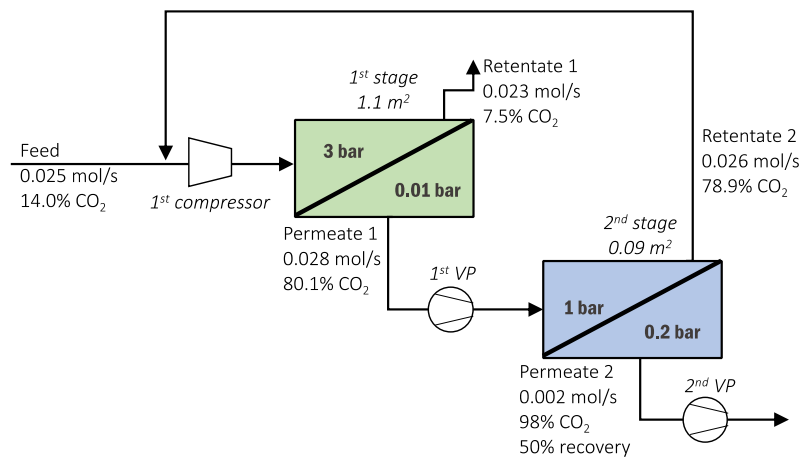 1st stage
1.1 m2
Retentate 1
0.023 mol/s
7.5% CO2
Feed
0.025 mol/s
14.0% CO2
1st compressor
3 bar
0.01 bar
Retentate 2
0.026 mol/s
78.9% CO2
Permeate 1
0.028 mol/s
80.1% CO2
1st VP
2nd stage
0.09 m2
1 bar
0.2 bar
Permeate 2
0.002 mol/s
98% CO2
50% recovery
2nd VP